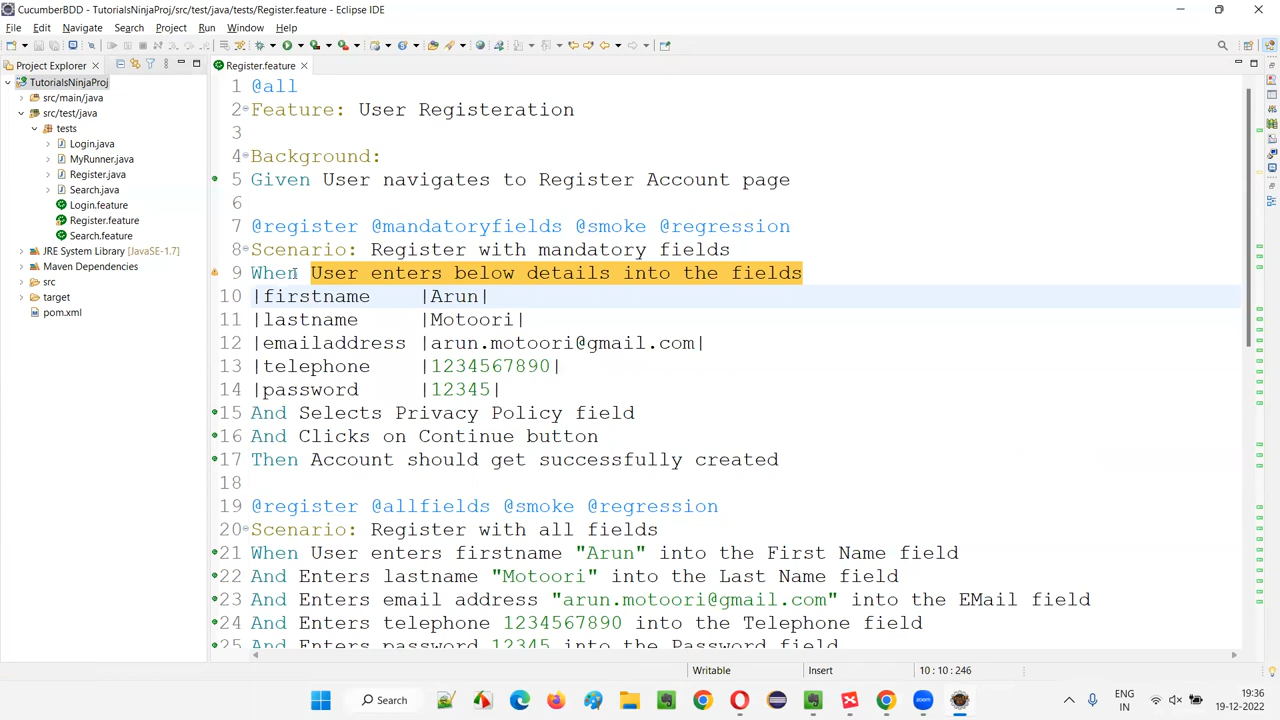 CucumberBDD - TutorialsNinjaProj/src/test/java/tests/Register.feature - Eclipse IDE
File Edit Navigate Search Project Run Window Help
Project Explorer
Register.feature
TutorialsNinjaProj
src/main/java
src/test/java
tests
Login.java
MyRunner.java
Register.java
Search.java
Login.feature
Register.feature
Search.feature
JRE System Library [JavaSE-1.7]
Maven Dependencies
src
target
pom.xml
1 @all
2 Feature: User Registeration
3
4 Background:
5 Given User navigates to Register Account page
6
7 @register @mandatoryfields @smoke @regression
8 Scenario: Register with mandatory fields
9 When User enters below details into the fields
10 |firstname |Arun|
11 |lastname |Motoori|
12 |emailaddress |arun.motoori@gmail.com|
13 |telephone |1234567890|
14 |password |12345|
15 And Selects Privacy Policy field
16 And Clicks on Continue button
17 Then Account should get successfully created
18
19 @register @allfields @smoke @regression
20 Scenario: Register with all fields
21 When User enters firstname "Arun" into the First Name field
22 And Enters lastname "Motoori" into the Last Name field
23 And Enters email address "arun.motoori@gmail.com" into the EMail field
24 And Enters telephone 1234567890 into the Telephone field
25 And Enters password 12345 into the Password field
Writable Insert 10 : 10 : 246
Search
zoom
ENG
IN
19:36
19-12-2022